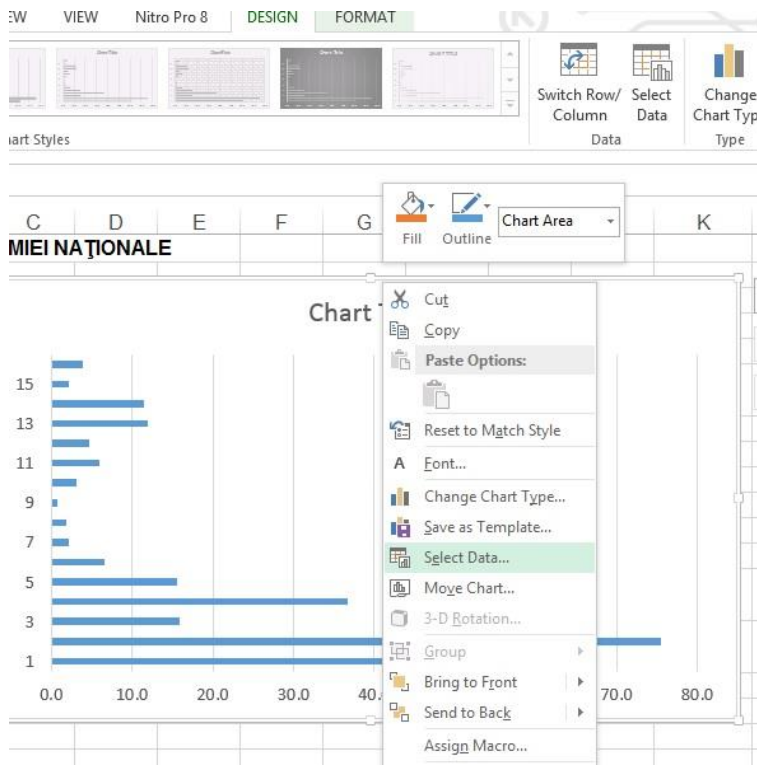 EW VIEW Nitro Pro 8 DESIGN FORMAT
Switch Row/ Column
Select Data
Change Chart Typ
art Styles
Data
Type
Fill
Outline
Chart Area
C D E F G K
MIEI NAŢIONALE
Chart
Cut
Copy
Paste Options:
Reset to Match Style
Font...
Change Chart Type...
Save as Template...
Select Data...
Move Chart...
3-D Rotation...
Group
Bring to Front
Send to Back
Assign Macro...
15
13
11
9
7
5
3
1
0.0 10.0 20.0 30.0 40. 70.0 80.0